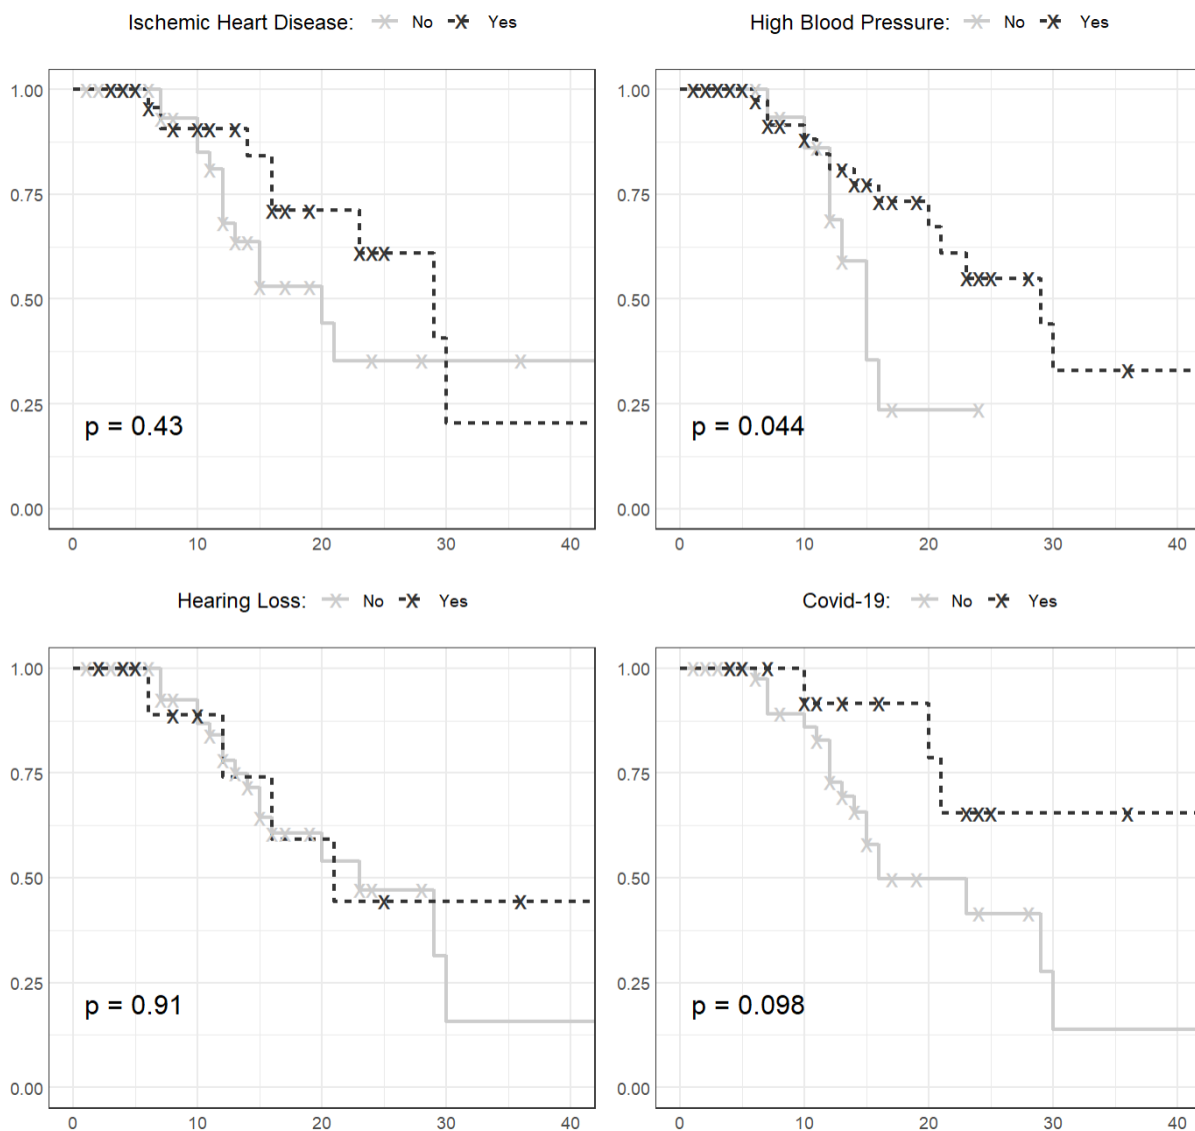 Ischemic Heart Disease: No Yes
1.00
0.75
0.50
0.25
0.00
p = 0.43
0 10 20 30 40
High Blood Pressure: No Yes
1.00
0.75
0.50
0.25
0.00
p = 0.044
0 10 20 30 40
Hearing Loss: No Yes
1.00
0.75
0.50
0.25
0.00
p = 0.91
0 10 20 30 40
Covid-19: No Yes
1.00
0.75
0.50
0.25
0.00
p = 0.098
0 10 20 30 40